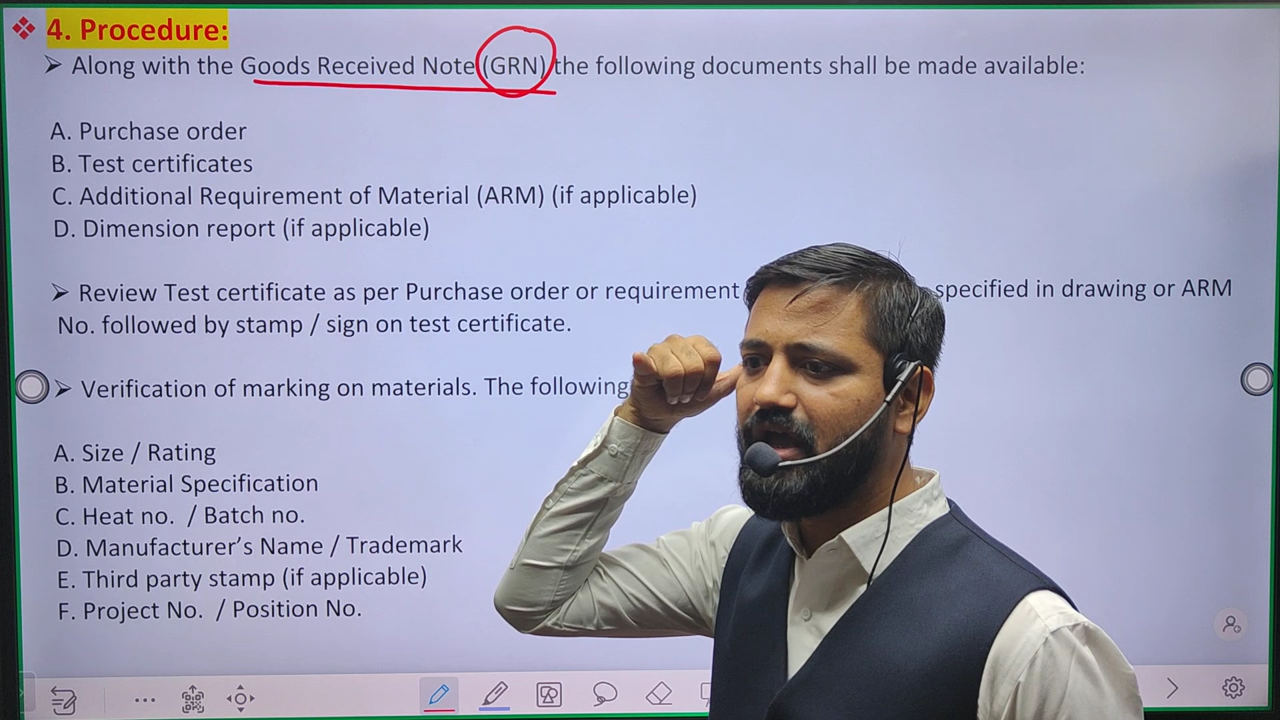 4. Procedure:
Along with the Goods Received Note (GRN) the following documents shall be made available:
A. Purchase order
B. Test certificates
C. Additional Requirement of Material (ARM) (if applicable)
D. Dimension report (if applicable)
Review Test certificate as per Purchase order or requirement specified in drawing or ARM
No. followed by stamp / sign on test certificate.
Verification of marking on materials. The following
A. Size / Rating
B. Material Specification
C. Heat no. / Batch no.
D. Manufacturer’s Name / Trademark
E. Third party stamp (if applicable)
F. Project No. / Position No.